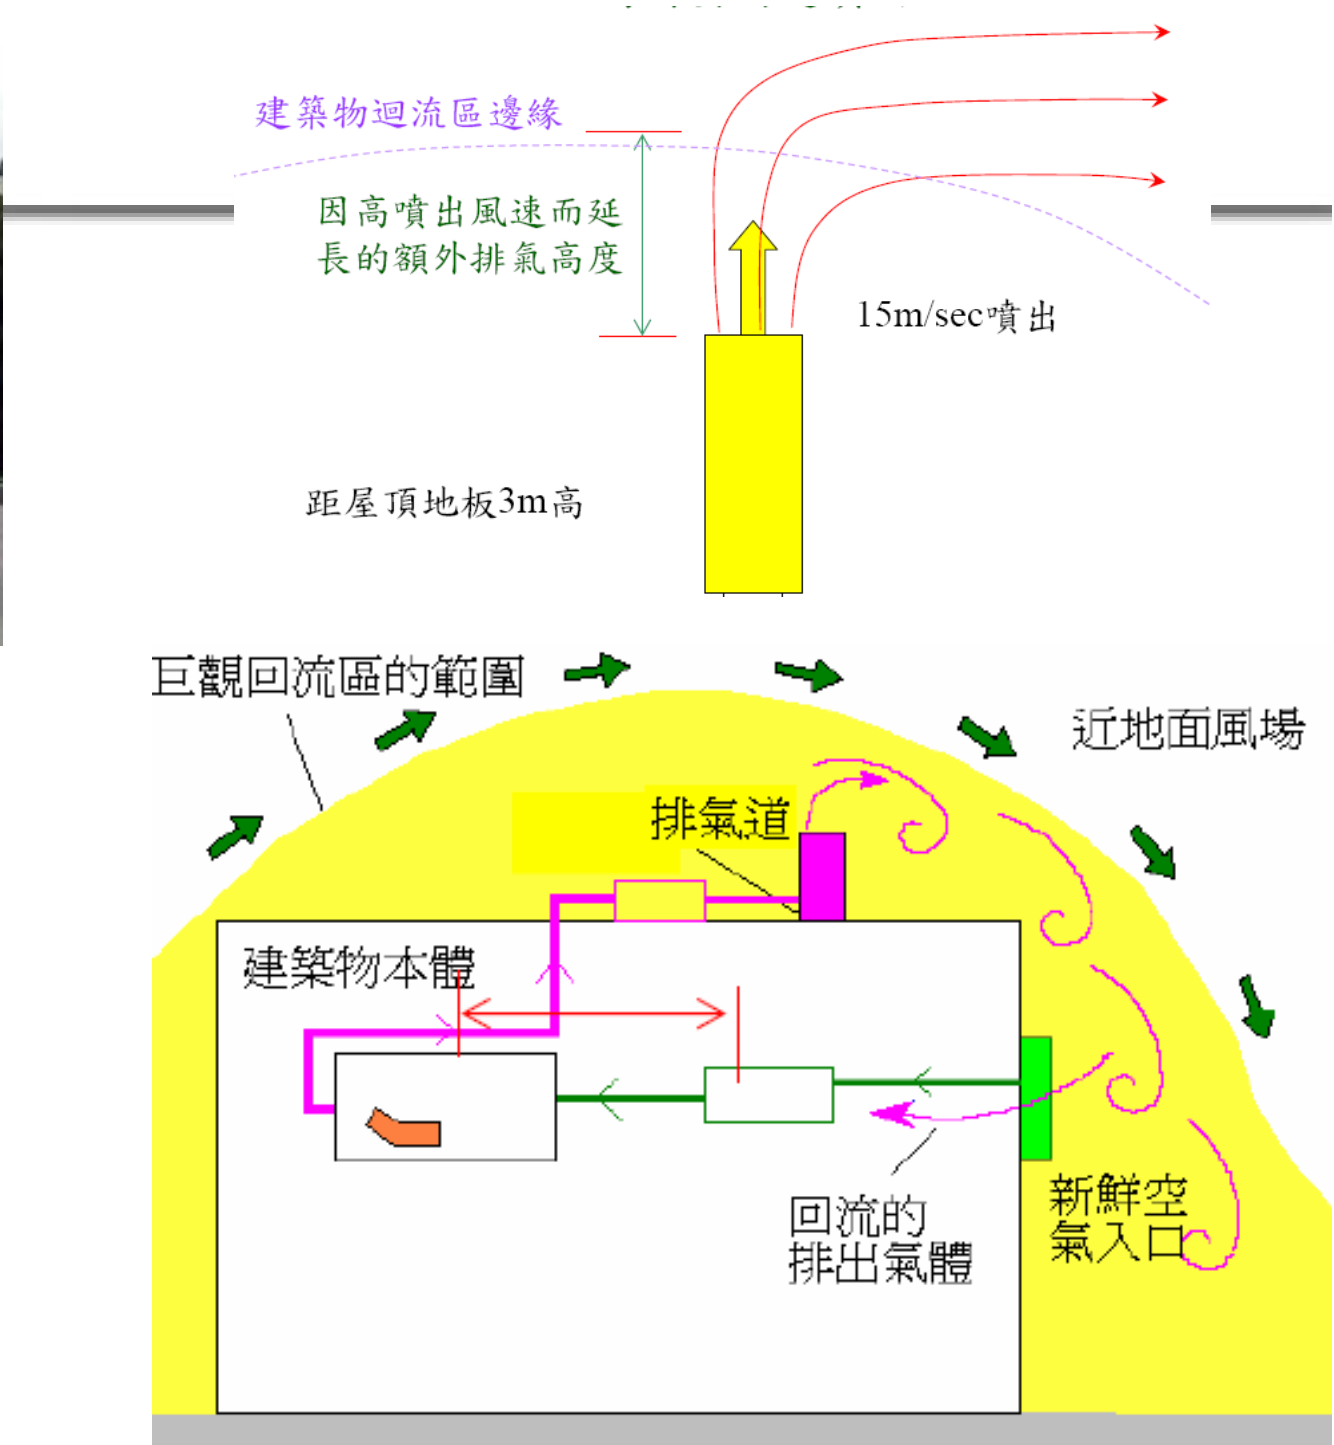 建築物迴流區邊緣
因高噴出風速而延
長的額外排氣高度
15m/sec噴出
距屋頂地板3m高
巨觀回流區的範圍
近地面風場
排氣道
建築物本體
回流的
排出氣體
新鮮空
氣入口